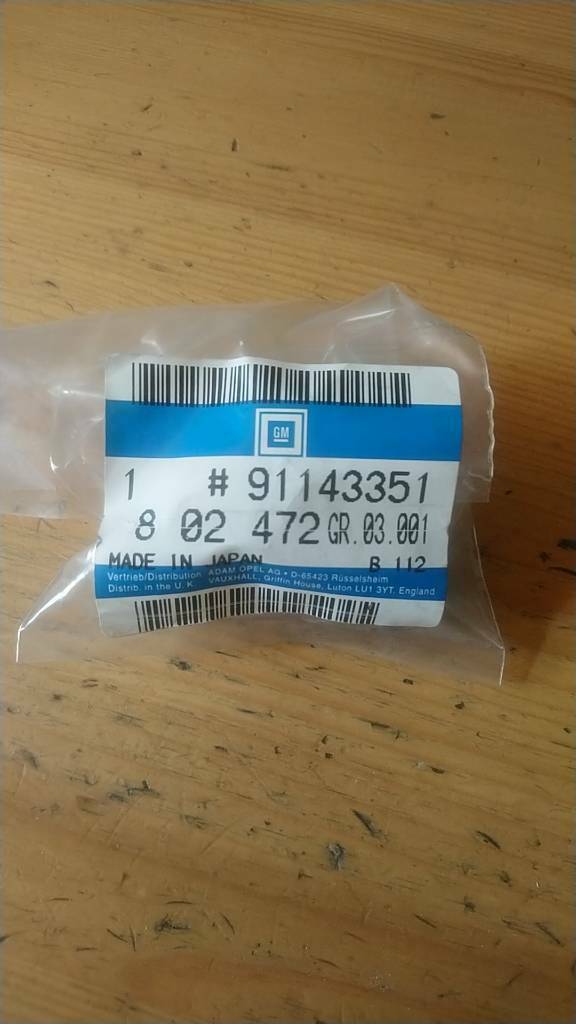 GM
1 # 91143351
8 02 472 GR.03.001
MADE IN JAPAN B 112
Vertrieb/Distribution ADAM OPEL AG • D-65423 Rüsselsheim
Distrib. in the U.K. VAUXHALL, Griffin House, Luton LU1 3YT, England